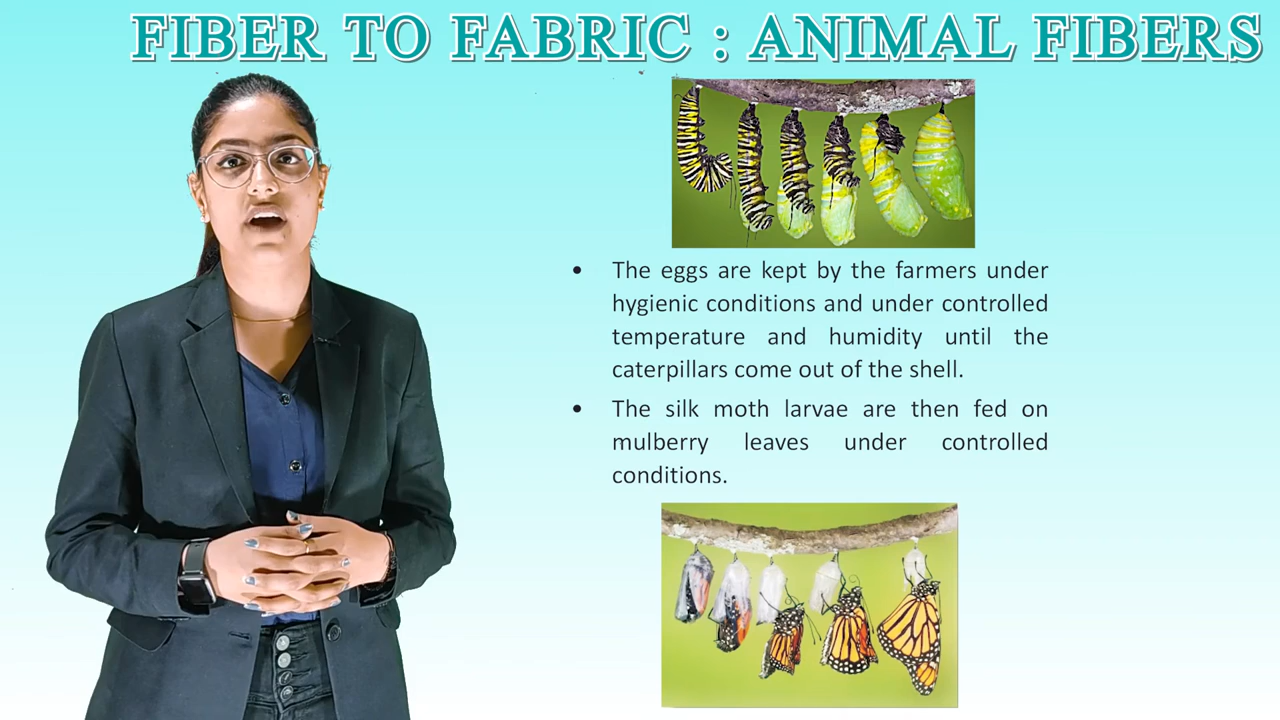 FIBER TO FABRIC : ANIMAL FIBERS
• The eggs are kept by the farmers under
hygienic conditions and under controlled
temperature and humidity until the
caterpillars come out of the shell.
• The silk moth larvae are then fed on
mulberry leaves under controlled
conditions.